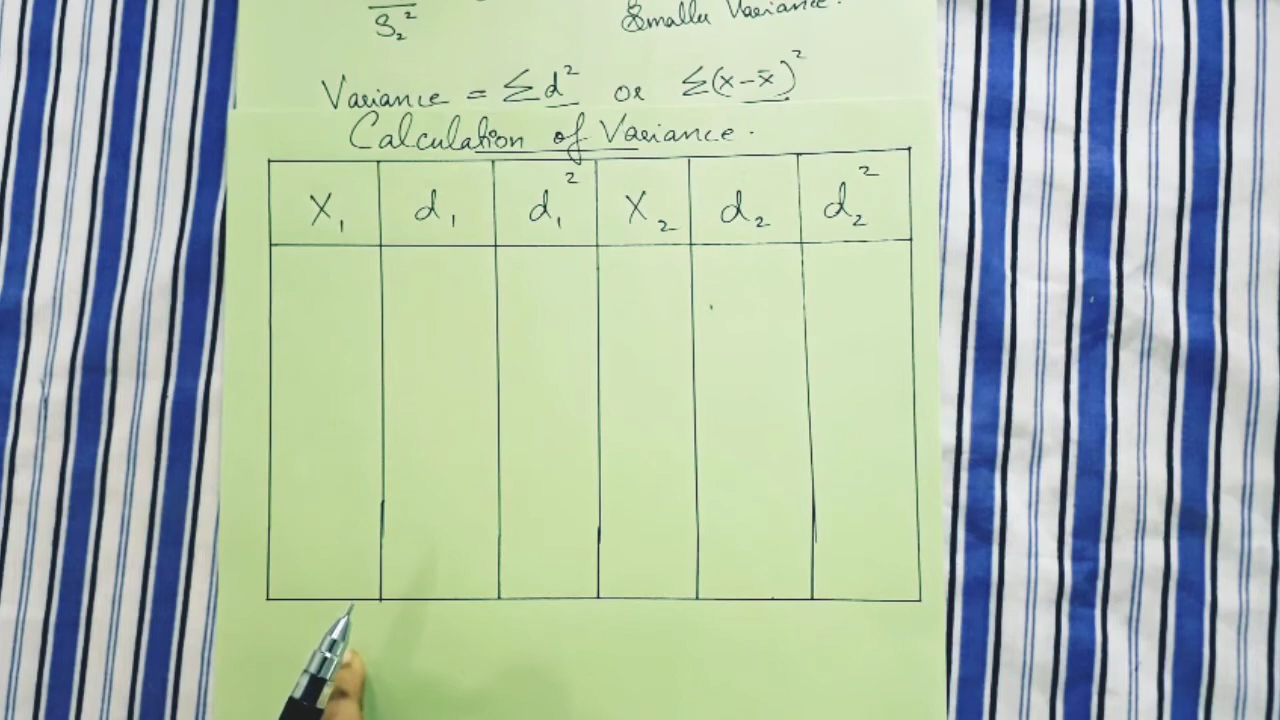 S₂²
Smaller Variance.
Variance = Σd² or Σ(x-x̄)²
Calculation of Variance.
X₁ d₁ d₁² X₂ d₂ d₂²